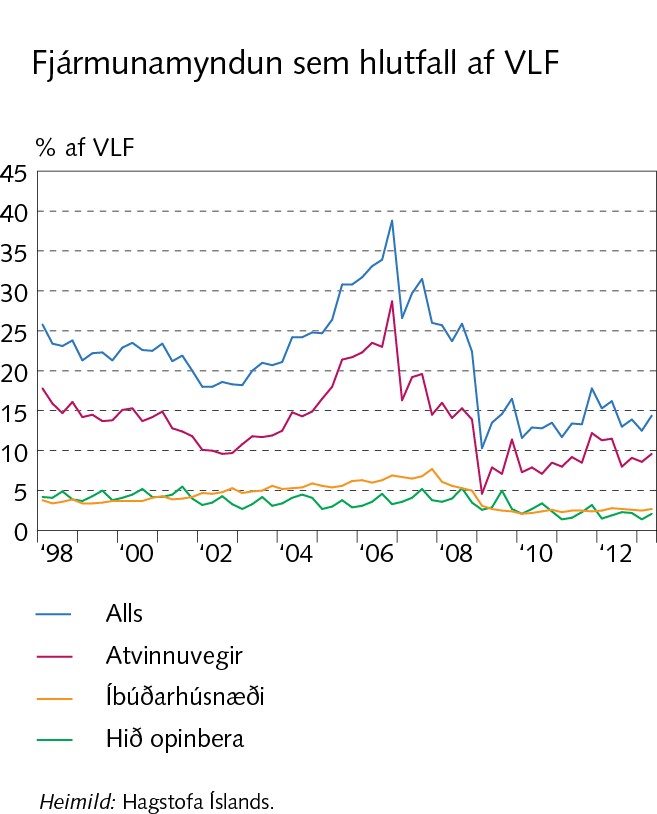 Fjármunamyndun sem hlutfall af VLF
% af VLF
45
40
35
30
25
20
15
10
5
0
‘98 ‘00 ‘02 ‘04 ‘06 ‘08 ‘10 ‘12
Alls
Atvinnuvegir
Íbúðarhúsnæði
Hið opinbera
Heimild: Hagstofa Íslands.